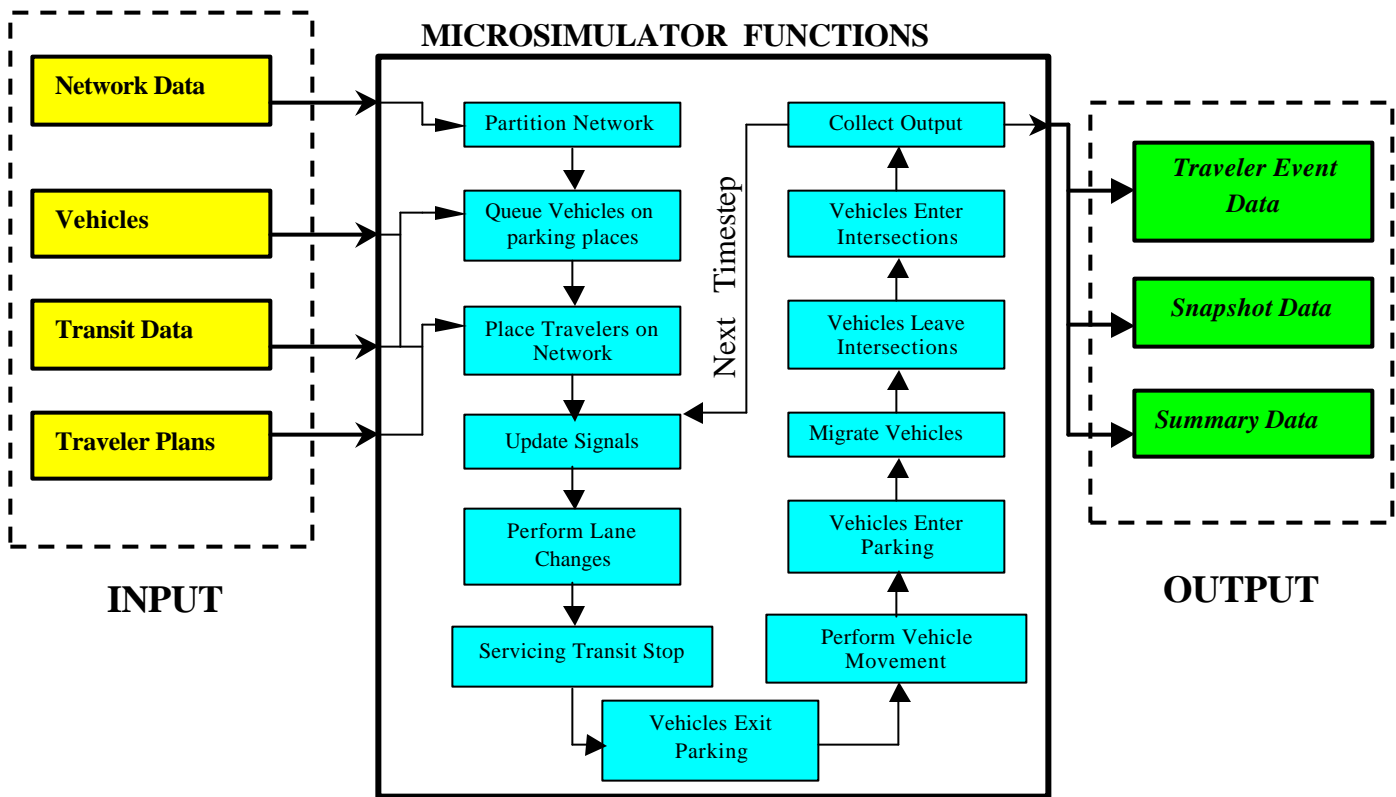 MICROSIMULATOR FUNCTIONS
Network Data
Vehicles
Transit Data
Traveler Plans
INPUT
Partition Network
Queue Vehicles on
parking places
Place Travelers on
Network
Update Signals
Perform Lane
Changes
Servicing Transit Stop
Vehicles Exit
Parking
Perform Vehicle
Movement
Vehicles Enter
Parking
Migrate Vehicles
Vehicles Leave
Intersections
Vehicles Enter
Intersections
Collect Output
Next Timestep
Traveler Event
Data
Snapshot Data
Summary Data
OUTPUT